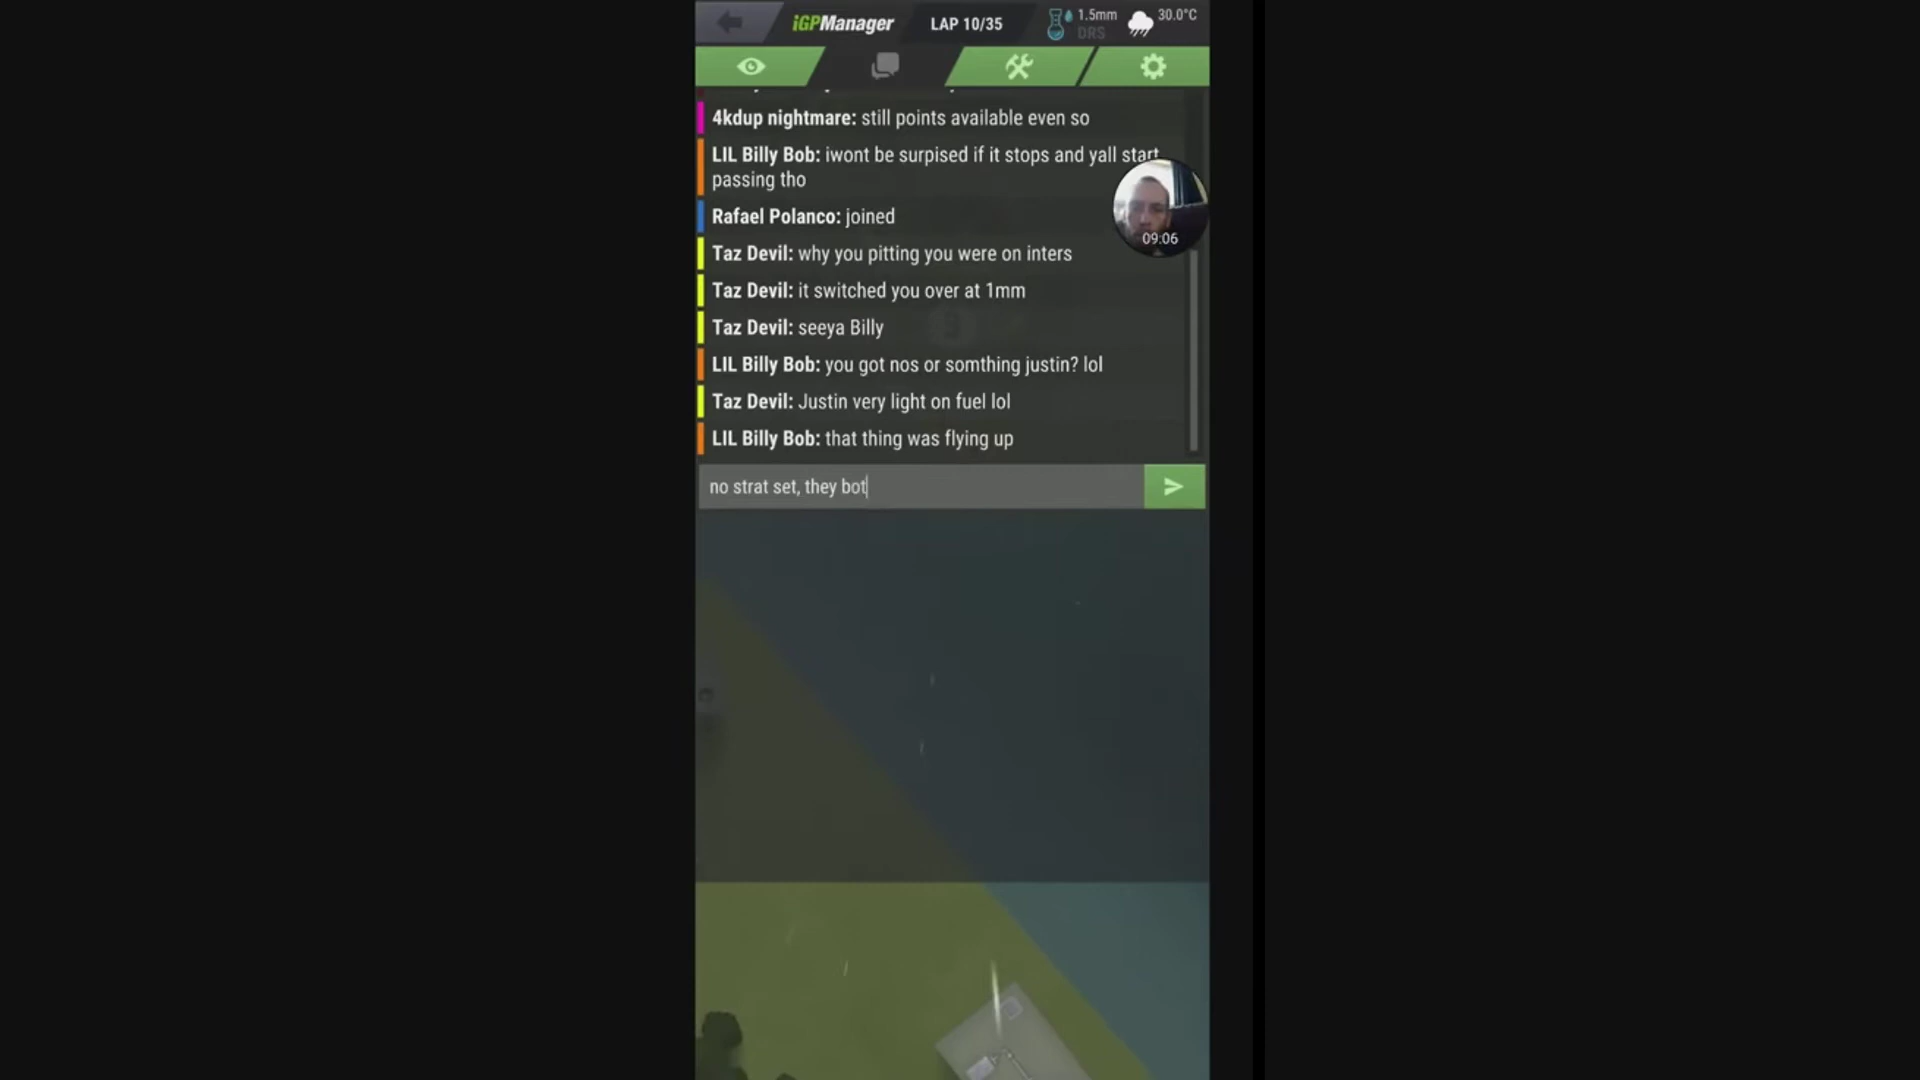 iGPManager LAP 10/35 1.5mm 30.0°C
DRS
4kdup nightmare: still points available even so
LIL Billy Bob: iwont be surpised if it stops and yall start
passing tho
Rafael Polanco: joined
09:06
Taz Devil: why you pitting you were on inters
Taz Devil: it switched you over at 1mm
Taz Devil: seeya Billy
LIL Billy Bob: you got nos or somthing justin? lol
Taz Devil: Justin very light on fuel lol
LIL Billy Bob: that thing was flying up
no strat set, they bot